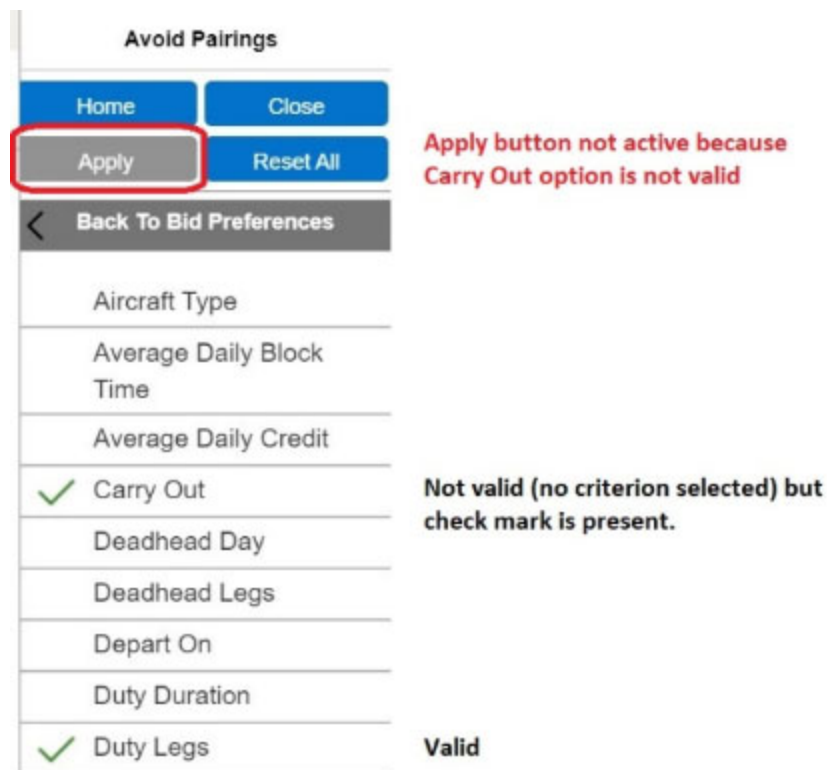 Avoid Pairings
Home
Close
Apply
Reset All
Apply button not active because
Carry Out option is not valid
Back To Bid Preferences
Aircraft Type
Average Daily Block
Time
Average Daily Credit
Carry Out
Not valid (no criterion selected) but
check mark is present.
Deadhead Day
Deadhead Legs
Depart On
Duty Duration
Duty Legs
Valid